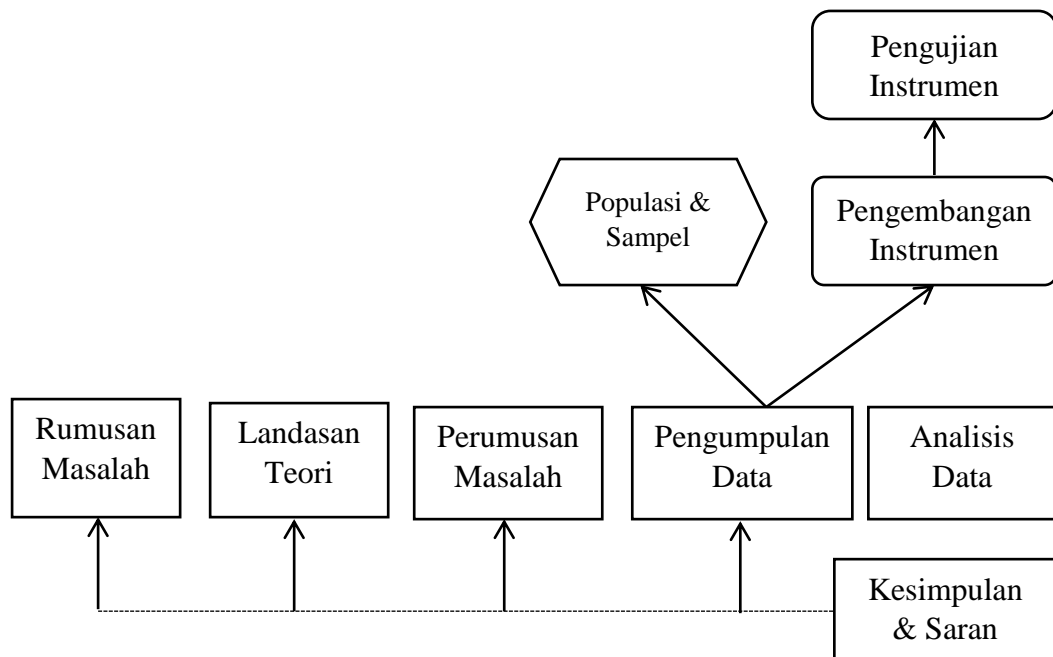 Pengujian
Instrumen
Populasi &
Sampel
Pengembangan
Instrumen
Rumusan
Masalah
Landasan
Teori
Perumusan
Masalah
Pengumpulan
Data
Analisis
Data
Kesimpulan
& Saran